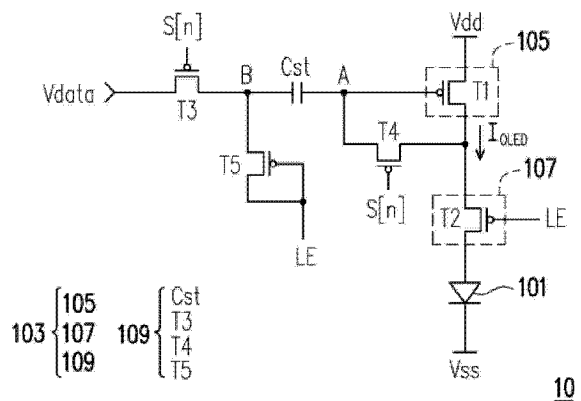 Vdd
S[n]
105
B
Cst
A
Vdata
T3
T1
T4
I_OLED
T5
107
S[n]
T2
LE
LE
101
103 { 105 107 109
109 { Cst T3 T4 T5
Vss
10